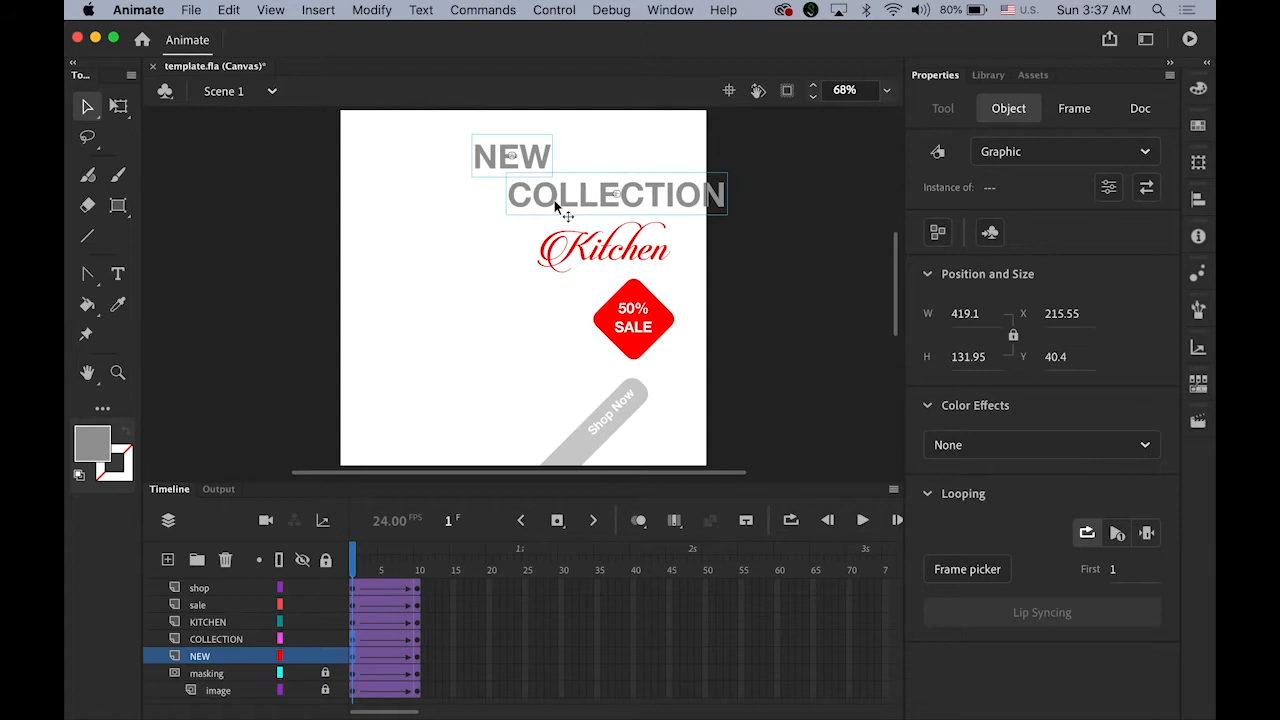 Animate File Edit View Insert Modify Text Commands Control Debug Window Help 80% U.S. Sun 3:37 AM
Animate
To... template.fla (Canvas)* Properties Library Assets
Scene 1 68%
Tool Object Frame Doc
Graphic
Instance of: ---
NEW
COLLECTION
Kitchen
50%
SALE
Shop Now
Position and Size
W 419.1 X 215.55
H 131.95 Y 40.4
Color Effects
None
Looping
Frame picker First 1
Lip Syncing
Timeline Output
24.00 FPS 1 F
1s 2s 3s
5 10 15 20 25 30 35 40 45 50 55 60 65 70 7
shop
sale
KITCHEN
COLLECTION
NEW
masking
image